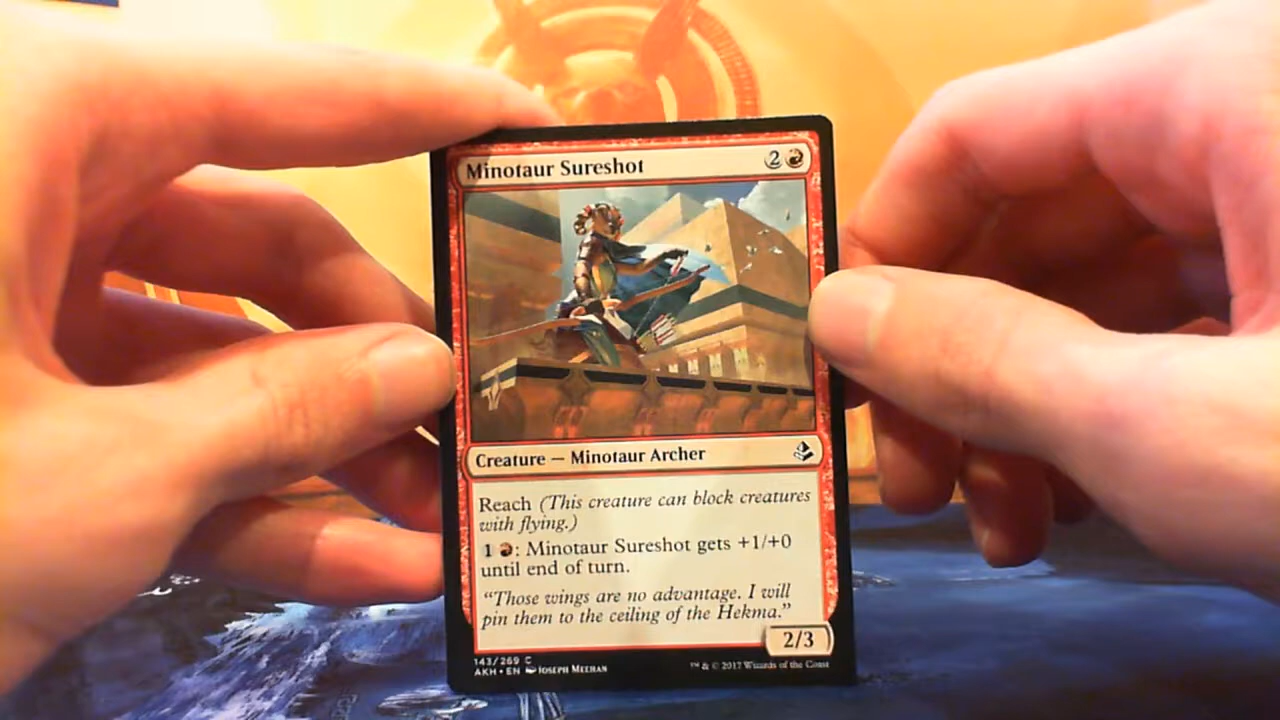 Minotaur Sureshot 2
Creature — Minotaur Archer
Reach (This creature can block creatures
with flying.)
1 : Minotaur Sureshot gets +1/+0
until end of turn.
"Those wings are no advantage. I will
pin them to the ceiling of the Hekma."
2/3
143/269 C
AKH • EN Joseph Meehan
™ & © 2017 Wizards of the Coast